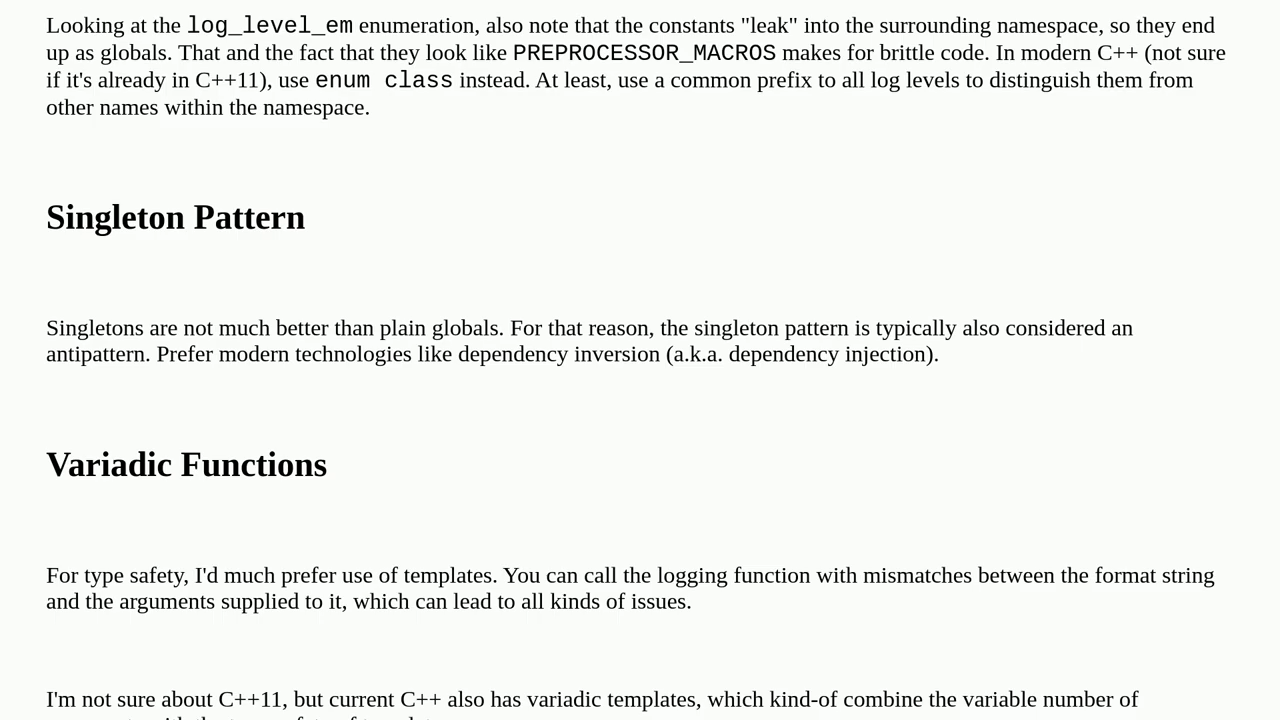 Looking at the log_level_em enumeration, also note that the constants "leak" into the surrounding namespace, so they end
up as globals. That and the fact that they look like PREPROCESSOR_MACROS makes for brittle code. In modern C++ (not sure
if it's already in C++11), use enum class instead. At least, use a common prefix to all log levels to distinguish them from
other names within the namespace.
Singleton Pattern
Singletons are not much better than plain globals. For that reason, the singleton pattern is typically also considered an
antipattern. Prefer modern technologies like dependency inversion (a.k.a. dependency injection).
Variadic Functions
For type safety, I'd much prefer use of templates. You can call the logging function with mismatches between the format string
and the arguments supplied to it, which can lead to all kinds of issues.
I'm not sure about C++11, but current C++ also has variadic templates, which kind-of combine the variable number of